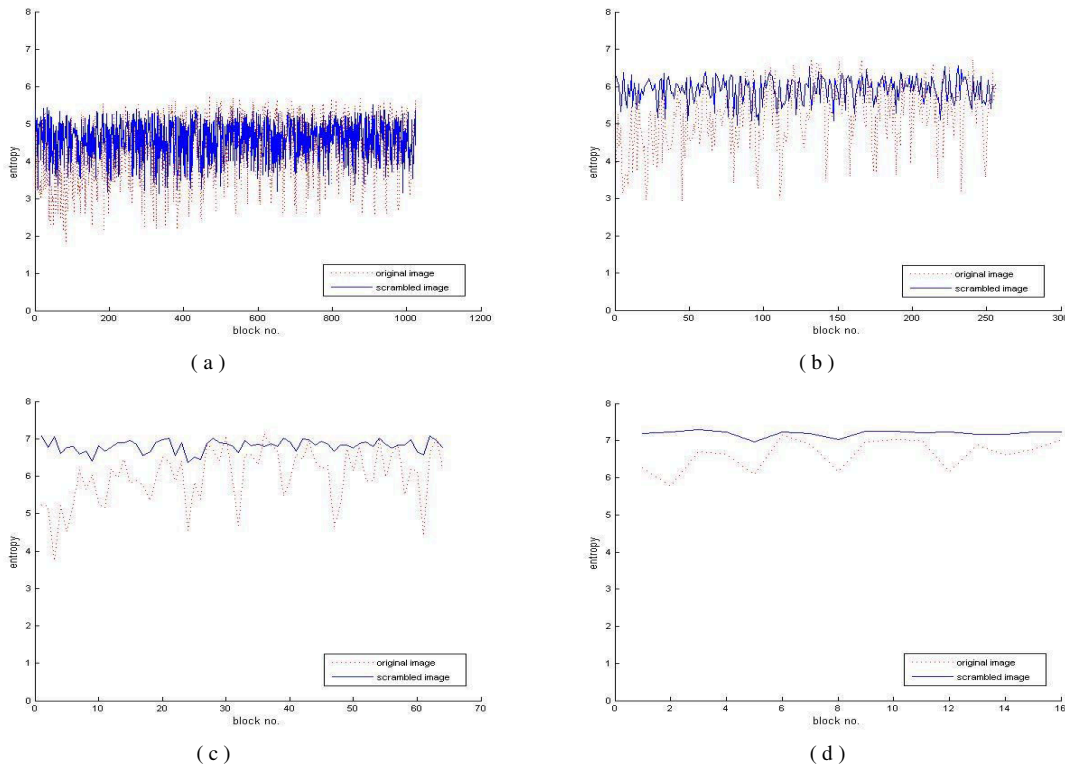 8
7
6
5
4
3
2
1
0
entropy
0 200 400 600 800 1000 1200
block no.
original image
scrambled image
( a )
8
7
6
5
4
3
2
1
0
entropy
0 50 100 150 200 250 300
block no.
original image
scrambled image
( b )
8
7
6
5
4
3
2
1
0
entropy
0 10 20 30 40 50 60 70
block no.
original image
scrambled image
( c )
8
7
6
5
4
3
2
1
0
entropy
0 2 4 6 8 10 12 14 16
block no.
original image
scrambled image
( d )